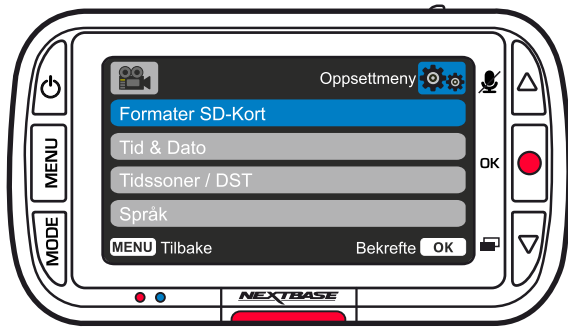 Oppsettmeny
Formater SD-Kort
Tid & Dato
Tidssoner / DST
Språk
MENU Tilbake
Bekrefte OK
MENU
MODE
OK
NEXTBASE